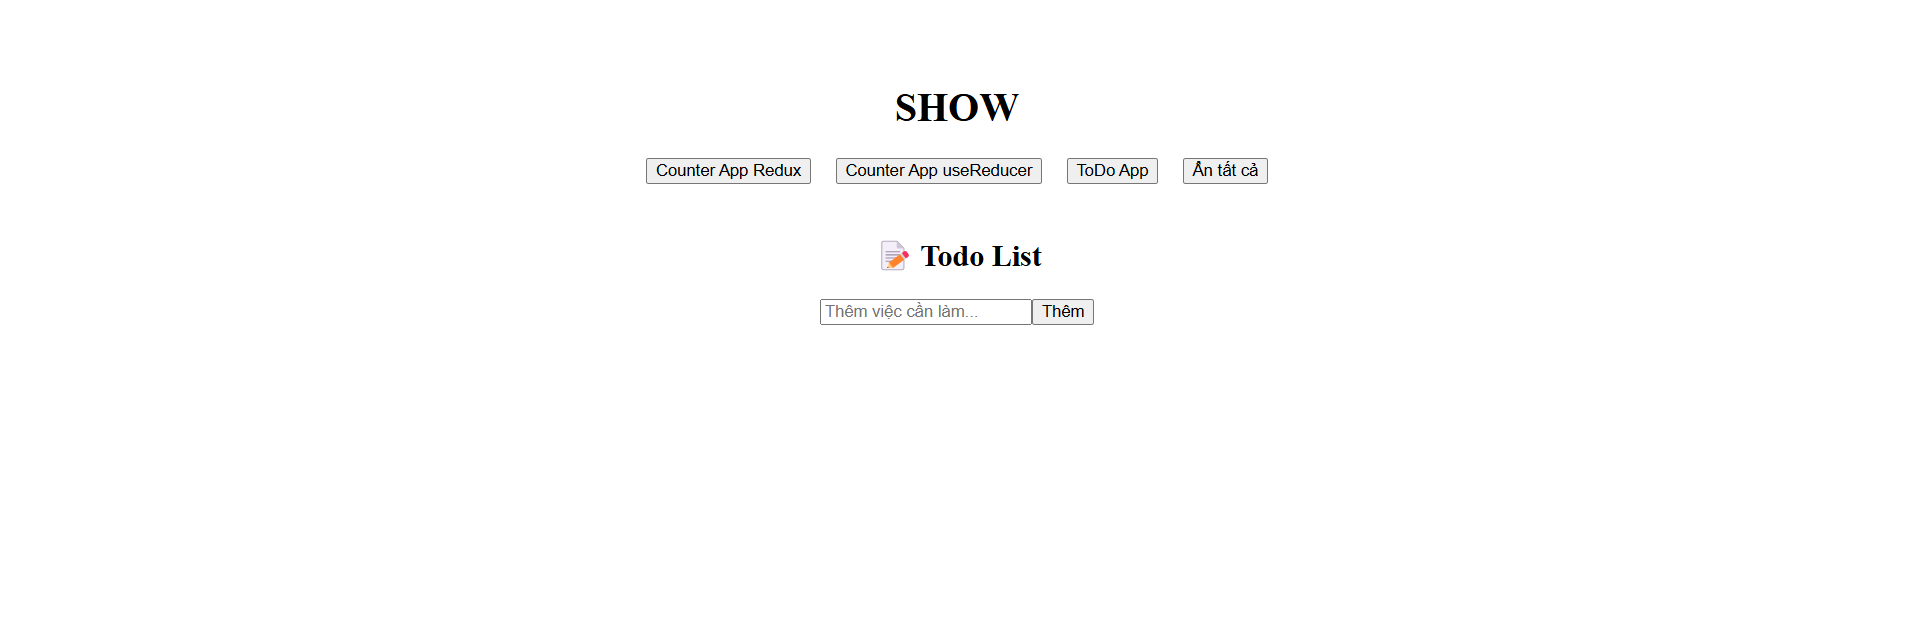 SHOW
Counter App Redux Counter App useReducer ToDo App Ẩn tất cả
📝 Todo List
Thêm việc cần làm... Thêm